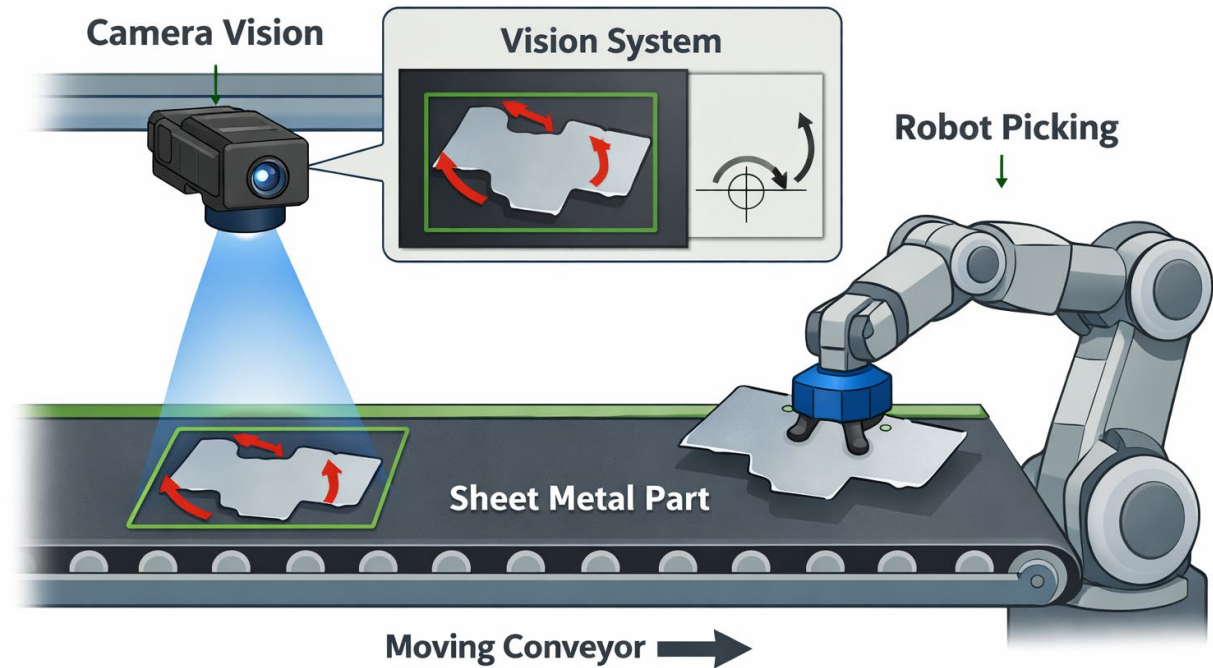 Camera Vision
Vision System
Robot Picking
Sheet Metal Part
Moving Conveyor